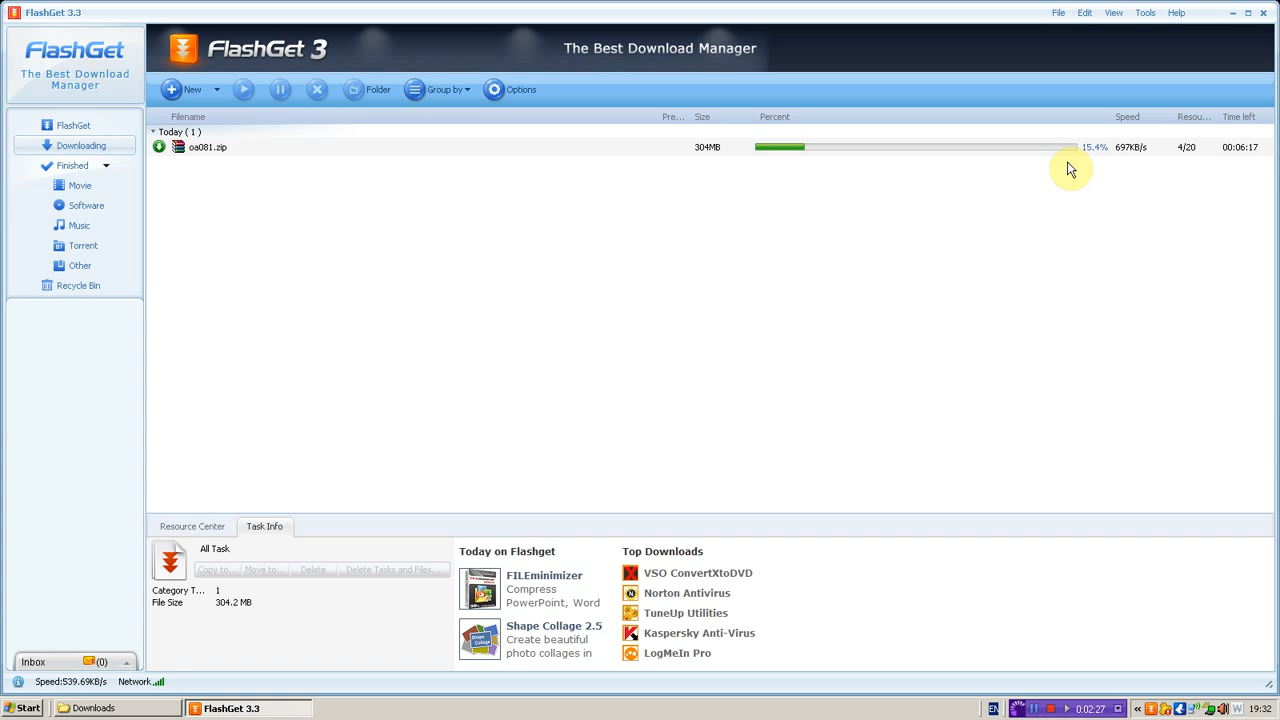 FlashGet 3.3
File Edit View Tools Help
FlashGet
The Best Download
Manager
FlashGet 3
The Best Download Manager
New Folder Group by Options
Filename Pre... Size Percent Speed Resou... Time left
Today ( 1 )
oa081.zip 304MB 15.4% 697KB/s 4/20 00:06:17
FlashGet
Downloading
Finished
Movie
Software
Music
Torrent
Other
Recycle Bin
Resource Center Task Info
All Task
Copy to... Move to... Delete Delete Tasks and Files...
Category T... 1
File Size 304.2 MB
Today on Flashget
FILEminimizer
Compress
PowerPoint, Word
Shape Collage 2.5
Create beautiful
photo collages in
Top Downloads
VSO ConvertXtoDVD
Norton Antivirus
TuneUp Utilities
Kaspersky Anti-Virus
LogMeIn Pro
Inbox (0)
Speed:539.69KB/s Network
Start Downloads FlashGet 3.3 EN 0:02:27 « 19:32